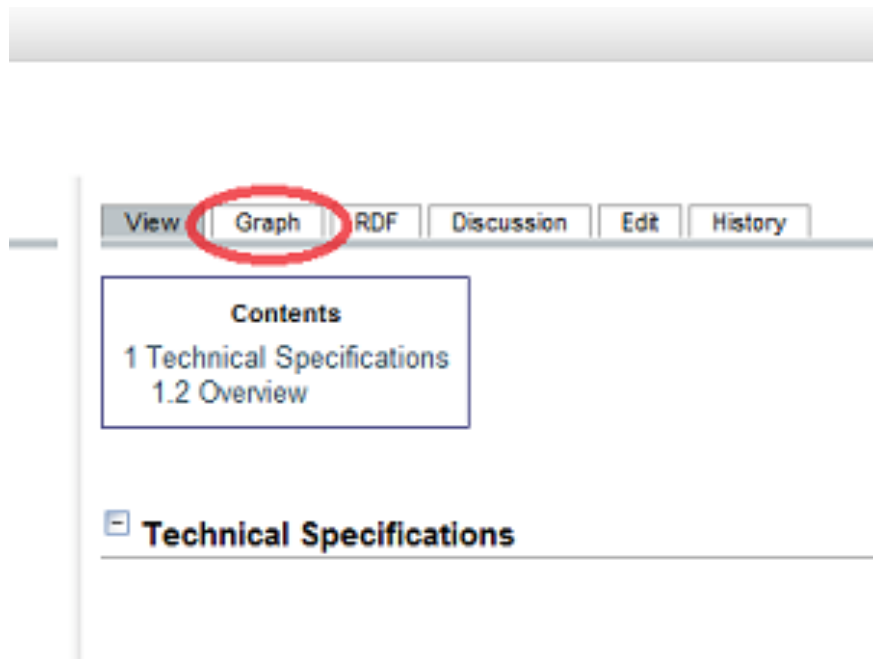 View Graph RDF Discussion Edit History
Contents
1 Technical Specifications
1.2 Overview
Technical Specifications